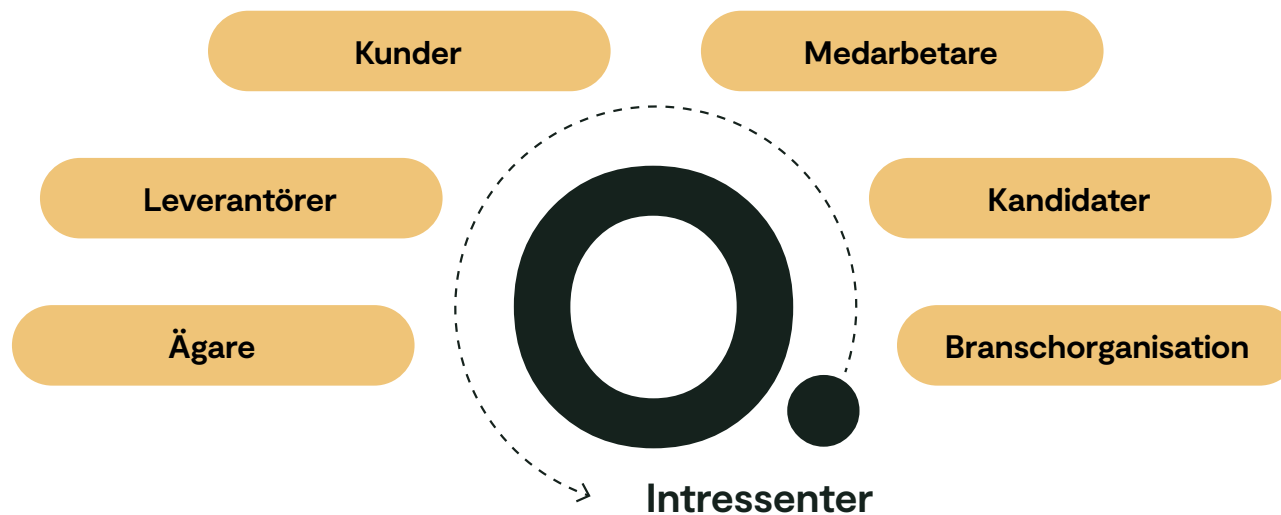 Kunder
Medarbetare
Leverantörer
Kandidater
Ägare
Branschorganisation
Intressenter